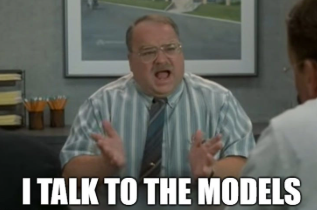 I TALK TO THE MODELS